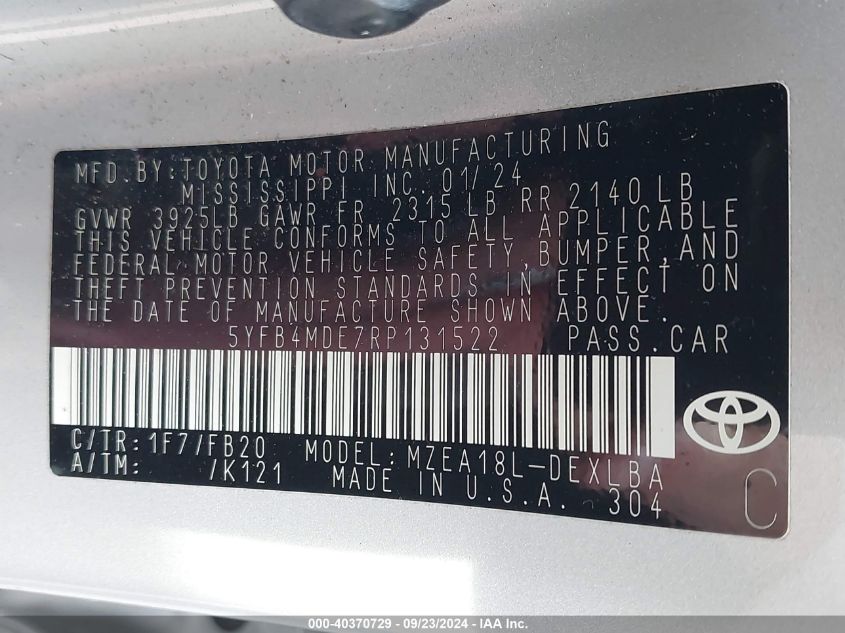 MFD.BY:TOYOTA MOTOR MANUFACTURING
MISSISSIPPI INC. 01/24
GVWR 3925LB GAWR FR 2315 LB RR 2140 LB
THIS VEHICLE CONFORMS TO ALL APPLICABLE
FEDERAL MOTOR VEHICLE SAFETY,BUMPER,AND
THEFT PREVENTION STANDARDS IN EFFECT ON
THE DATE OF MANUFACTURE SHOWN ABOVE.
5YFB4MDE7RP131522 PASS.CAR
C/TR:1F7/FB20 MODEL:MZEA18L-DEXLBA
A/TM: /K121 MADE IN U.S.A. 304
C
000-40370729 - 09/23/2024 - IAA Inc.